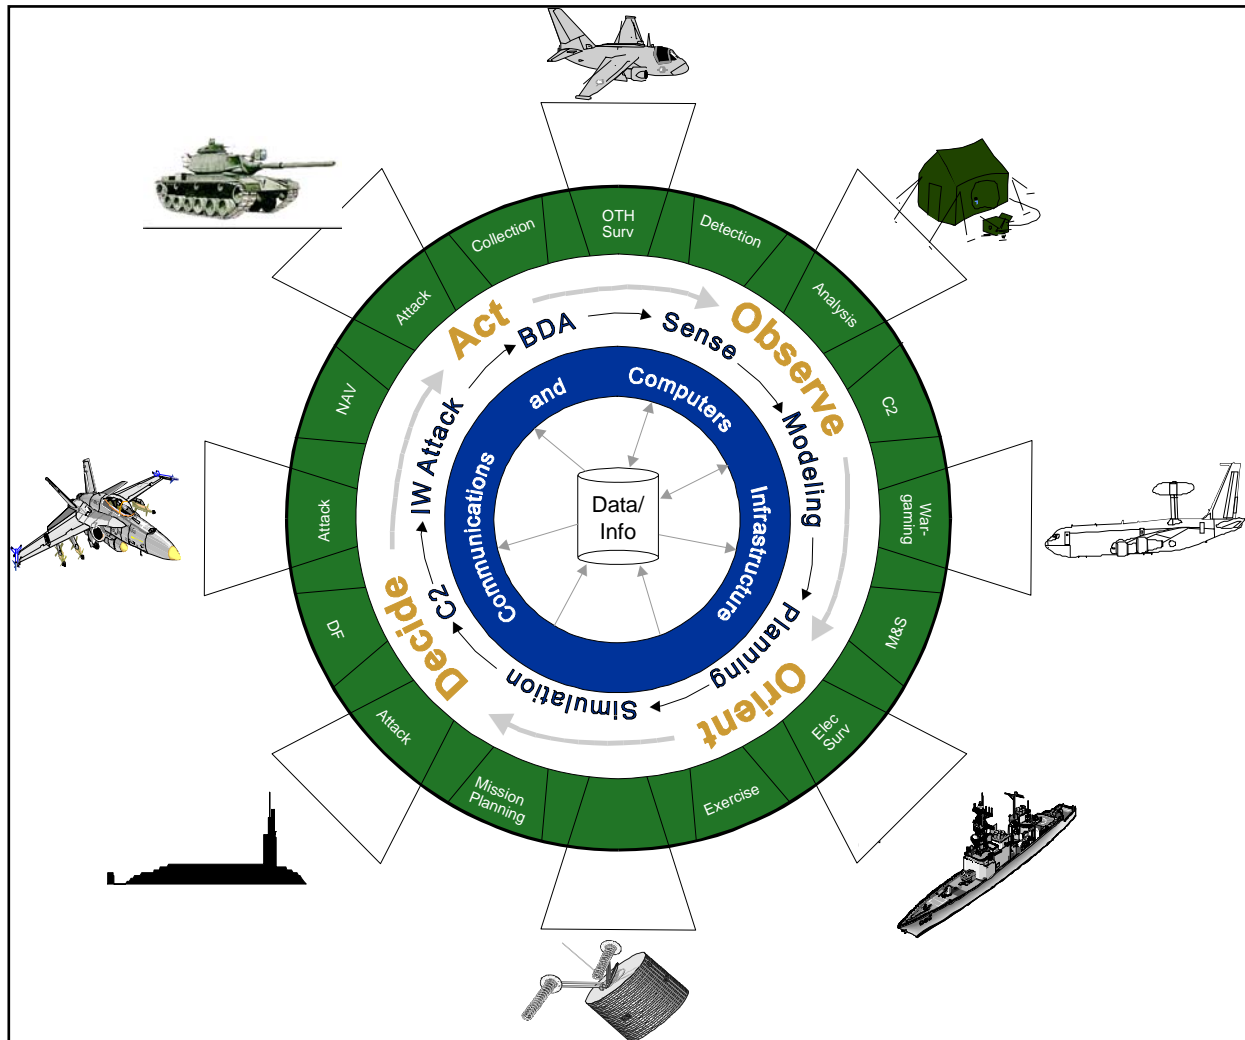 OTH
Surv
Detection
Analysis
C2
War-
gaming
M&S
Elec
Surv
Exercise
Mission
Planning
Attack
DF
Attack
NAV
Attack
Collection
Act
Observe
Orient
Decide
BDA
Sense
Modeling
Planning
Simulation
C2
IW Attack
Communications and Computers Infrastructure
Data/
Info